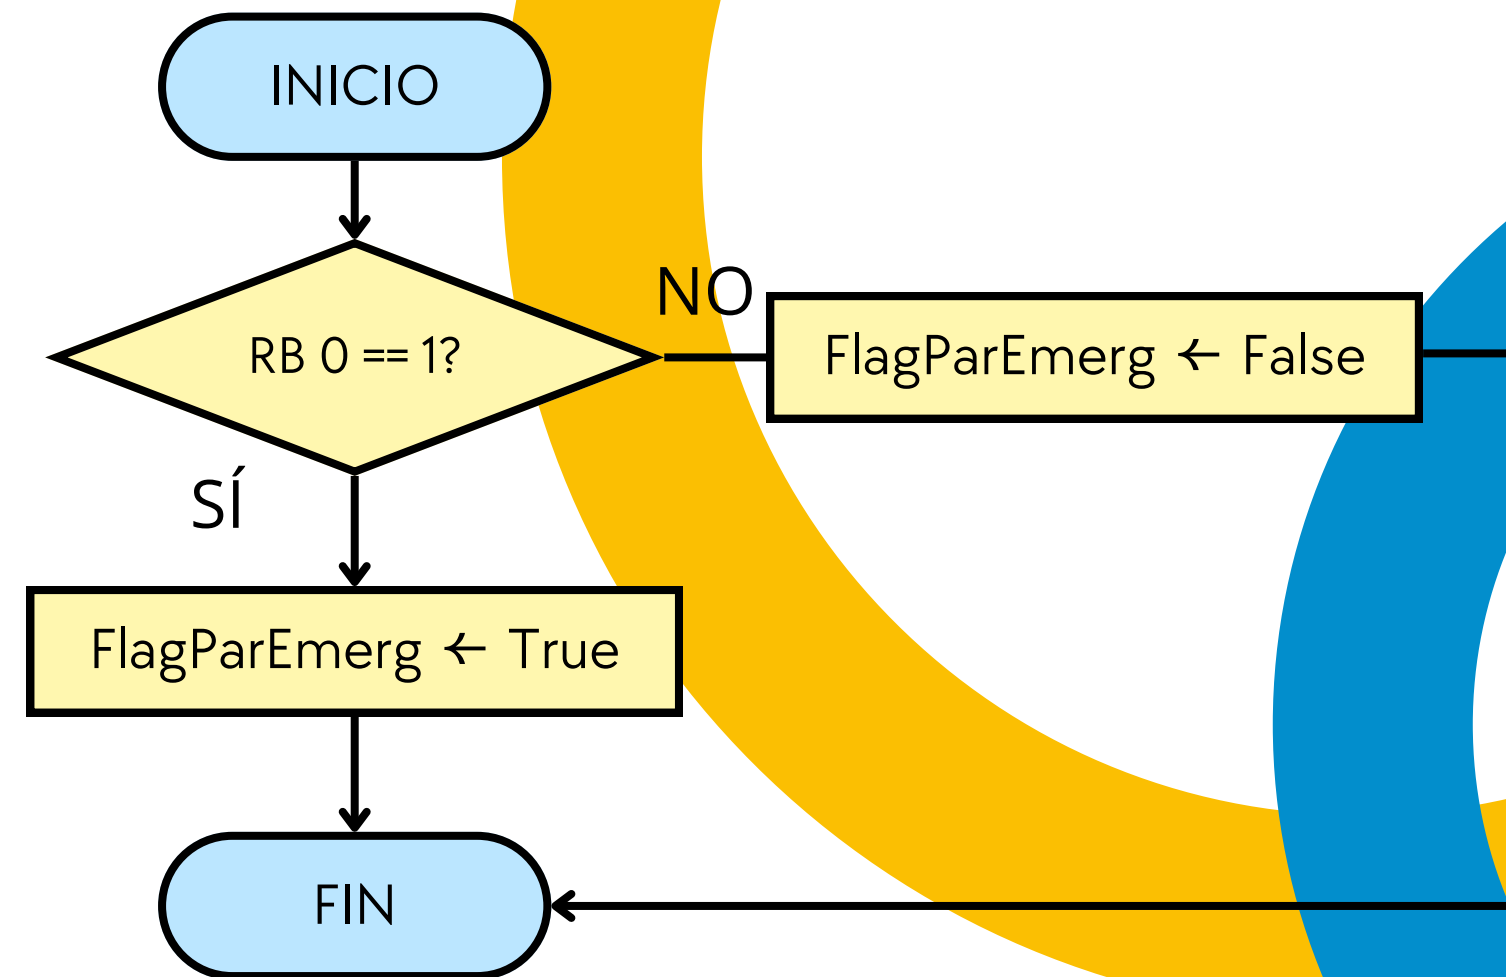 INICIO
RB 0 == 1?
NO
FlagParEmerg ← False
SÍ
FlagParEmerg ← True
FIN